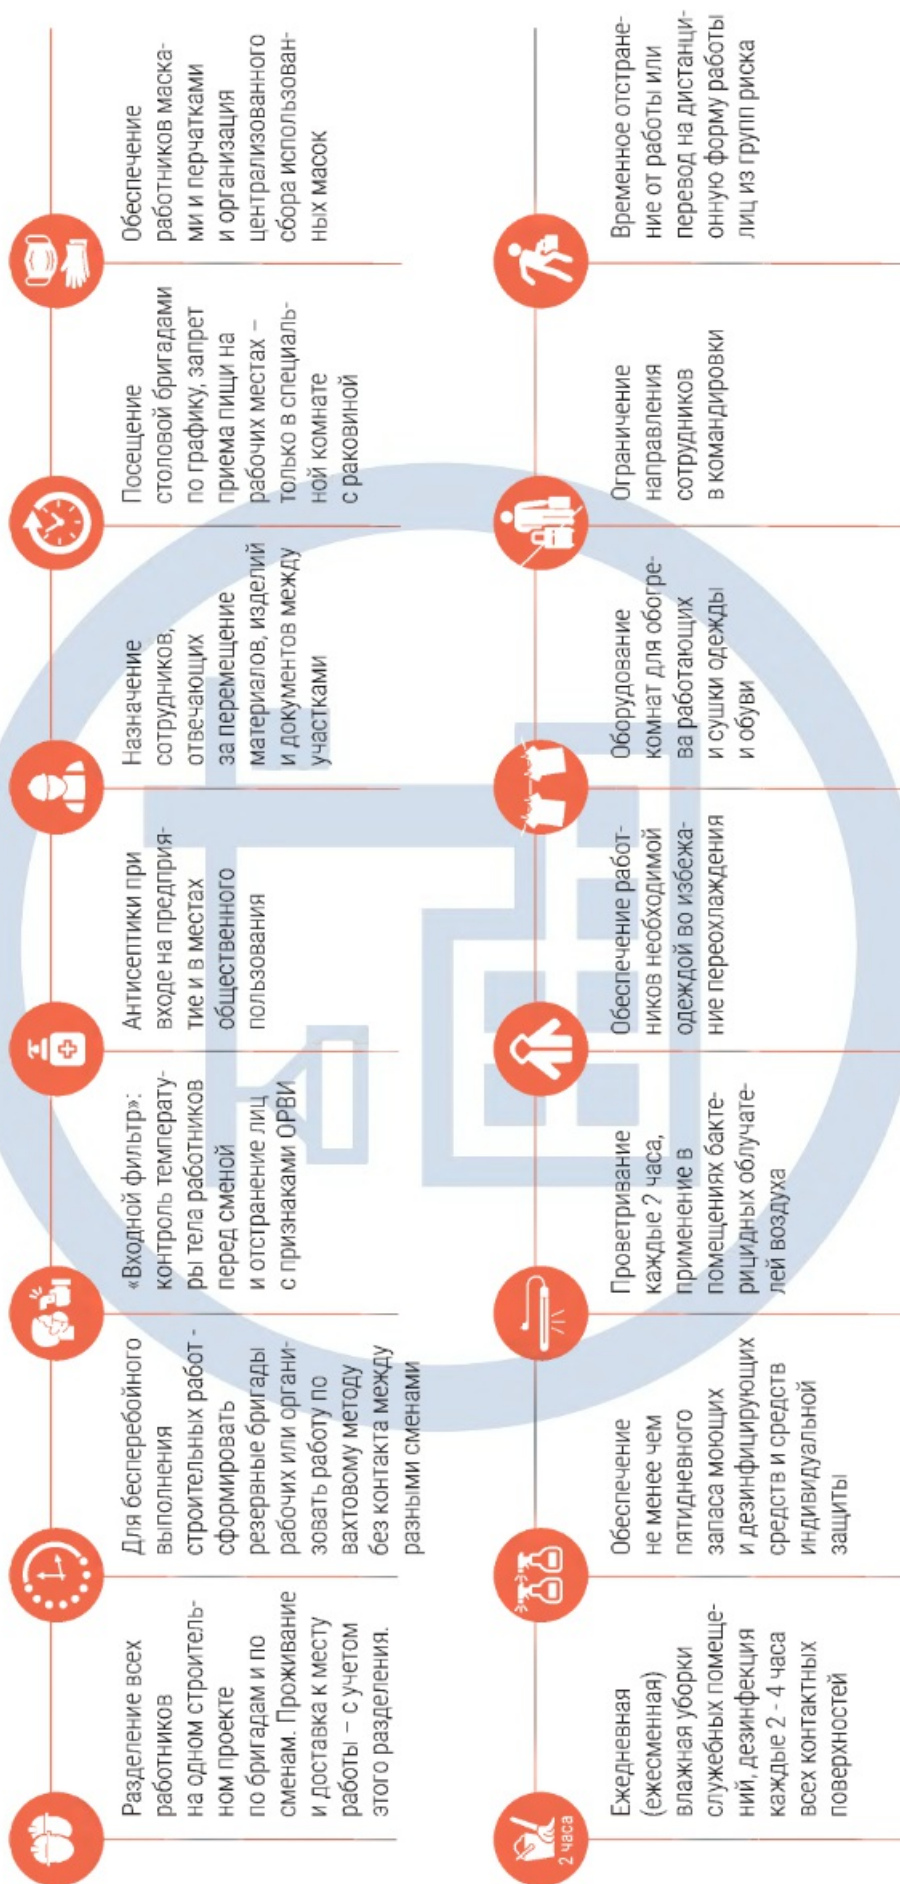 Разделение всех
работников
на одном строитель-
ном проекте
по бригадам и по
сменам. Проживание
и доставка к месту
работы – с учетом
этого разделения.
Для бесперебойного
выполнения
строительных работ -
сформировать
резервные бригады
рабочих или органи-
зовать работу по
вахтовому методу
без контакта между
разными сменами
«Входной фильтр»:
контроль температу-
ры тела работников
перед сменой
и отстранение лиц
с признаками ОРВИ
Антисептики при
входе на предприя-
тие и в местах
общественного
пользования
Назначение
сотрудников,
отвечающих
за перемещение
материалов, изделий
и документов между
участками
Посещение
столовой бригадами
по графику, запрет
приема пищи на
рабочих местах –
только в специаль-
ной комнате
с раковиной
Обеспечение
работников маска-
ми и перчатками
и организация
централизованного
сбора использован-
ных масок
2 часа
Ежедневная
(ежесменная)
влажная уборки
служебных помеще-
ний, дезинфекция
каждые 2 - 4 часа
всех контактных
поверхностей
Обеспечение
не менее чем
пятидневного
запаса моющих
и дезинфицирующих
средств и средств
индивидуальной
защиты
Проветривание
каждые 2 часа,
применение в
помещениях бакте-
рицидных облучате-
лей воздуха
Обеспечение работ-
ников необходимой
одеждой во избежа-
ние переохлаждения
Оборудование
комнат для обогре-
ва работающих
и сушки одежды
и обуви
Ограничение
направления
сотрудников
в командировки
Временное отстране-
ние от работы или
перевод на дистанци-
онную форму работы
лиц из групп риска